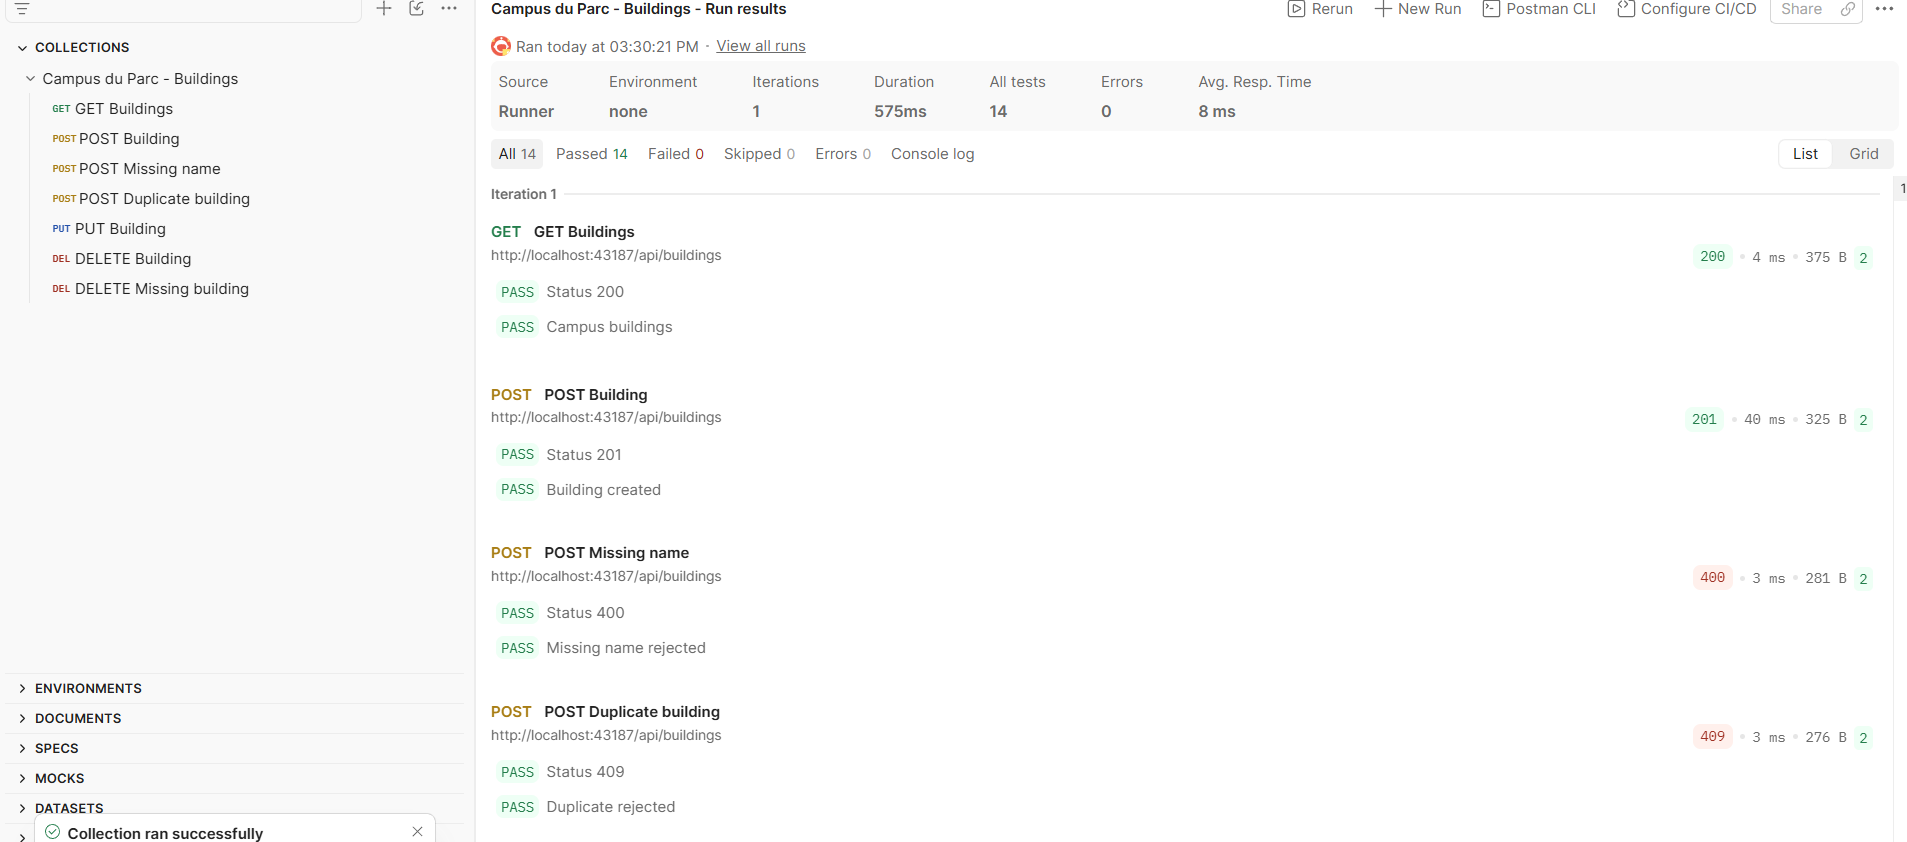 COLLECTIONS
Campus du Parc - Buildings
GET GET Buildings
POST POST Building
POST POST Missing name
POST POST Duplicate building
PUT PUT Building
DEL DELETE Building
DEL DELETE Missing building
ENVIRONMENTS
DOCUMENTS
SPECS
MOCKS
DATASETS
Collection ran successfully
Campus du Parc - Buildings - Run results
Rerun New Run Postman CLI Configure CI/CD Share
Ran today at 03:30:21 PM · View all runs
Source Environment Iterations Duration All tests Errors Avg. Resp. Time
Runner none 1 575ms 14 0 8 ms
All 14 Passed 14 Failed 0 Skipped 0 Errors 0 Console log List Grid
Iteration 1
1
GET GET Buildings
http://localhost:43187/api/buildings
200 • 4 ms • 375 B 2
PASS Status 200
PASS Campus buildings
POST POST Building
http://localhost:43187/api/buildings
201 • 40 ms • 325 B 2
PASS Status 201
PASS Building created
POST POST Missing name
http://localhost:43187/api/buildings
400 • 3 ms • 281 B 2
PASS Status 400
PASS Missing name rejected
POST POST Duplicate building
http://localhost:43187/api/buildings
409 • 3 ms • 276 B 2
PASS Status 409
PASS Duplicate rejected